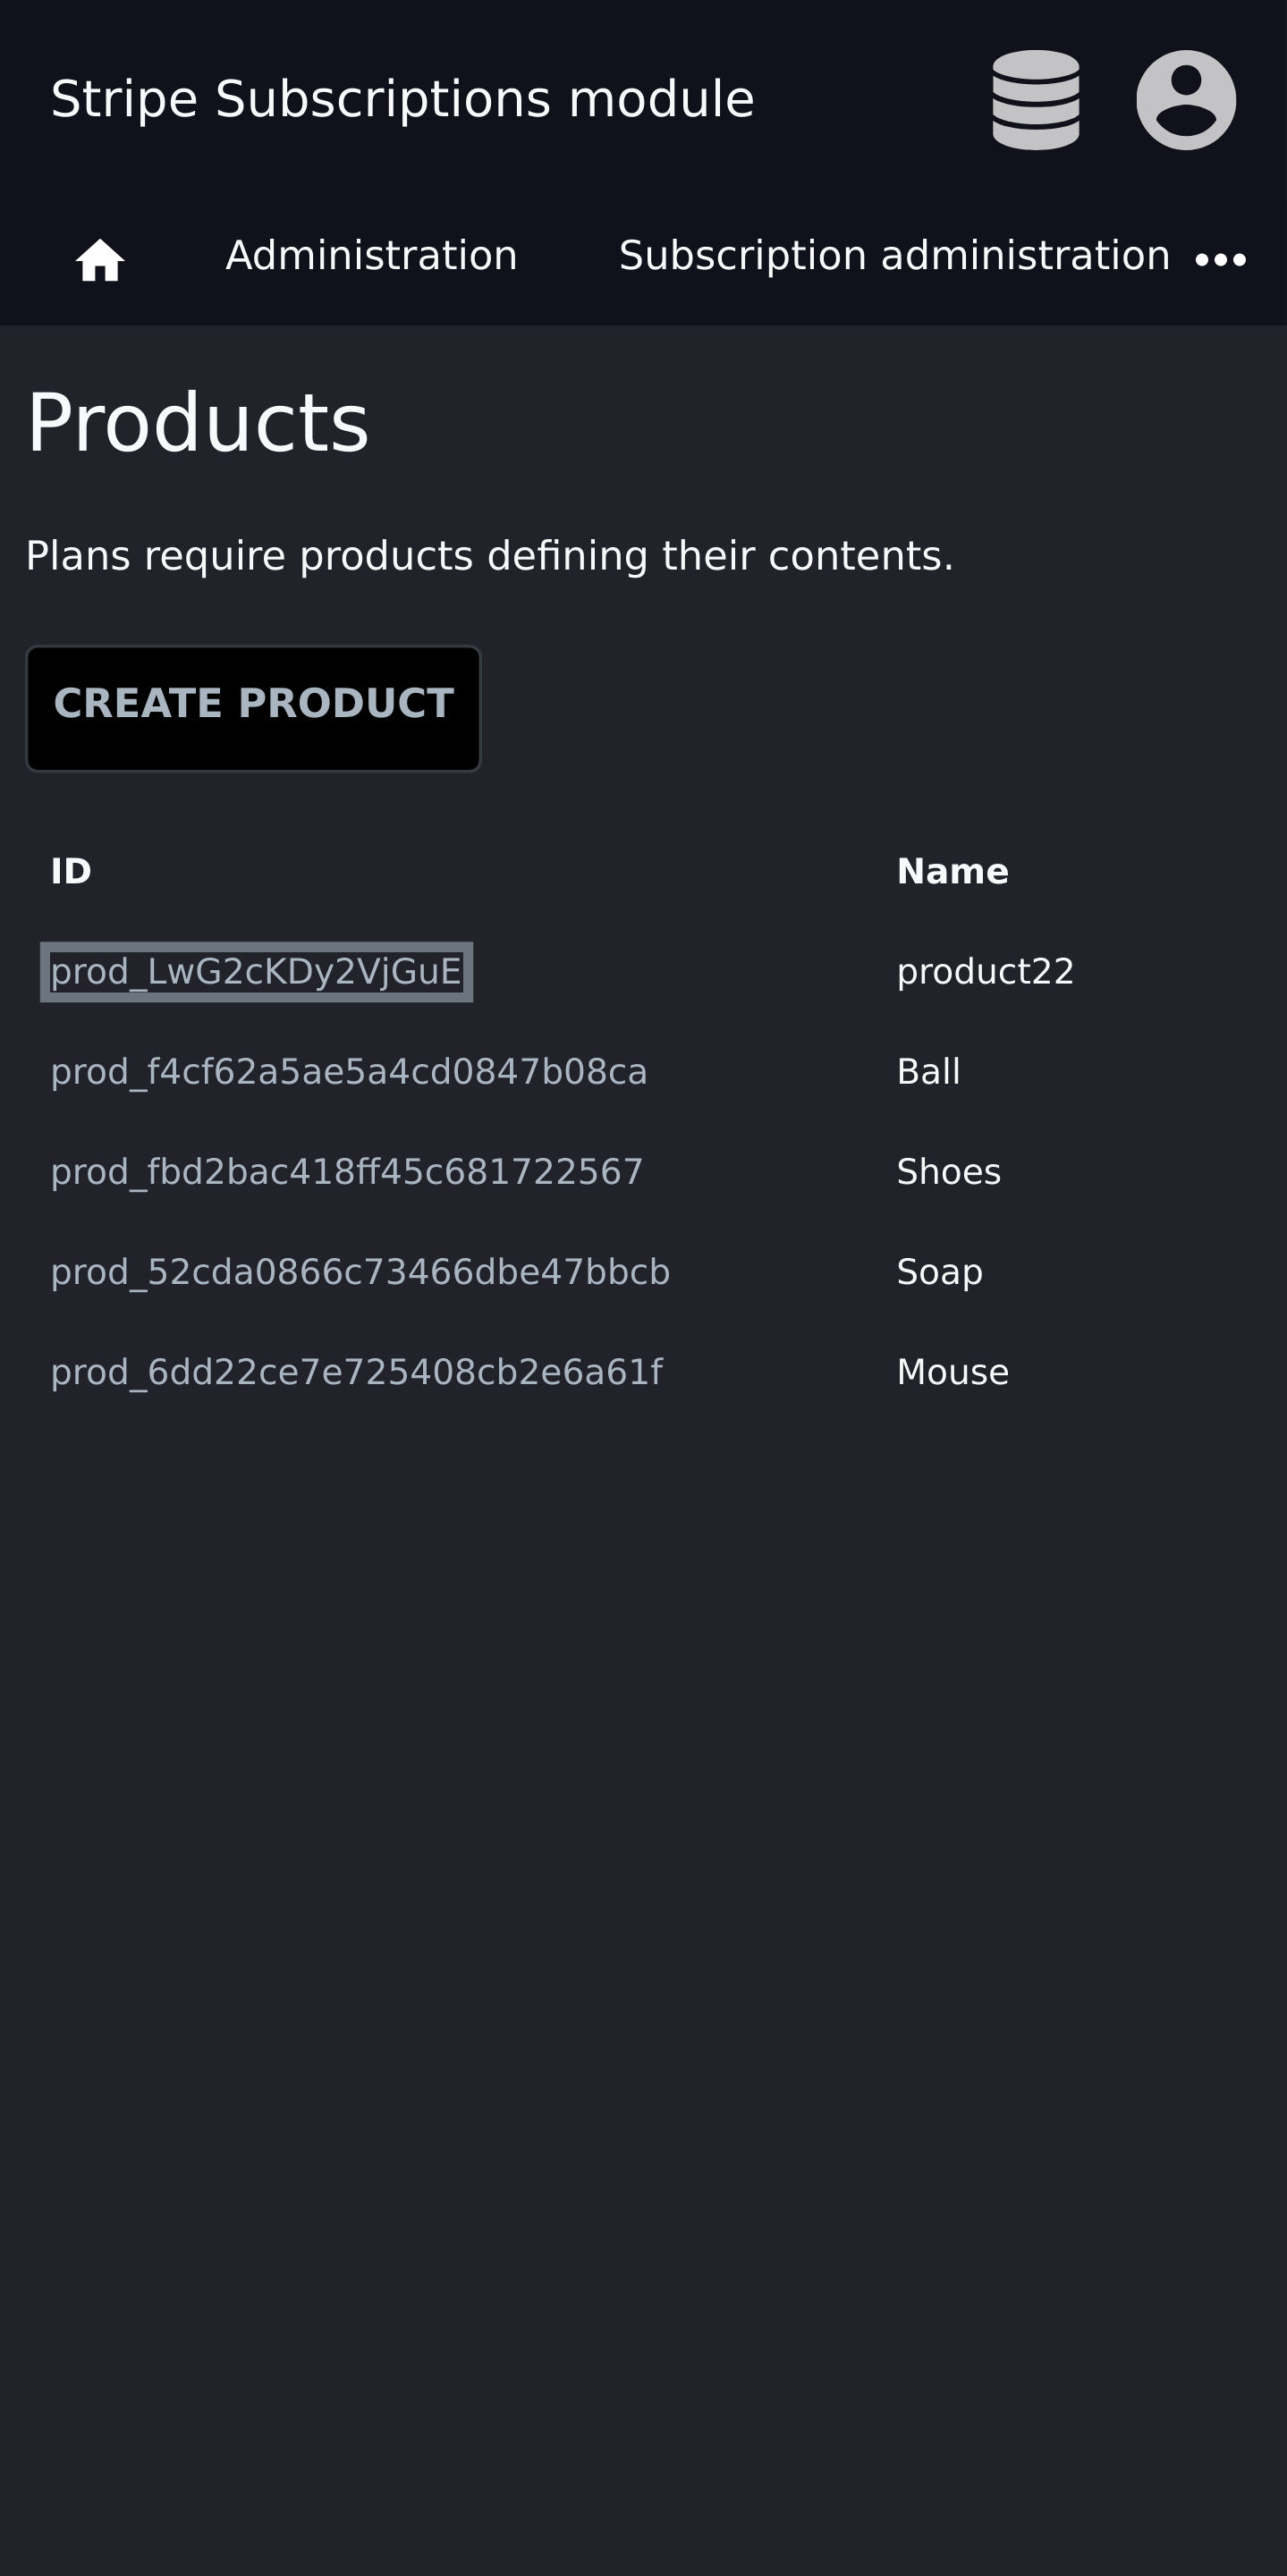 Stripe Subscriptions module
Administration Subscription administration
Products
Plans require products defining their contents.
CREATE PRODUCT
ID Name
prod_LwG2cKDy2VjGuE product22
prod_f4cf62a5ae5a4cd0847b08ca Ball
prod_fbd2bac418ff45c681722567 Shoes
prod_52cda0866c73466dbe47bbcb Soap
prod_6dd22ce7e725408cb2e6a61f Mouse